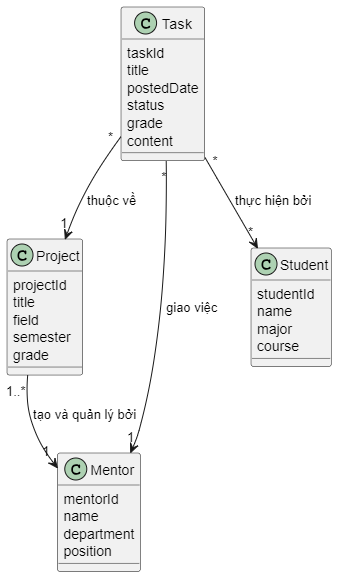 C Task
taskId
title
postedDate
status
grade
content
* * *
thuộc về
thực hiện bởi
1 *
C Project
projectId
title
field
semester
grade
C Student
studentId
name
major
course
giao việc
1..*
tạo và quản lý bởi
1 1
C Mentor
mentorId
name
department
position